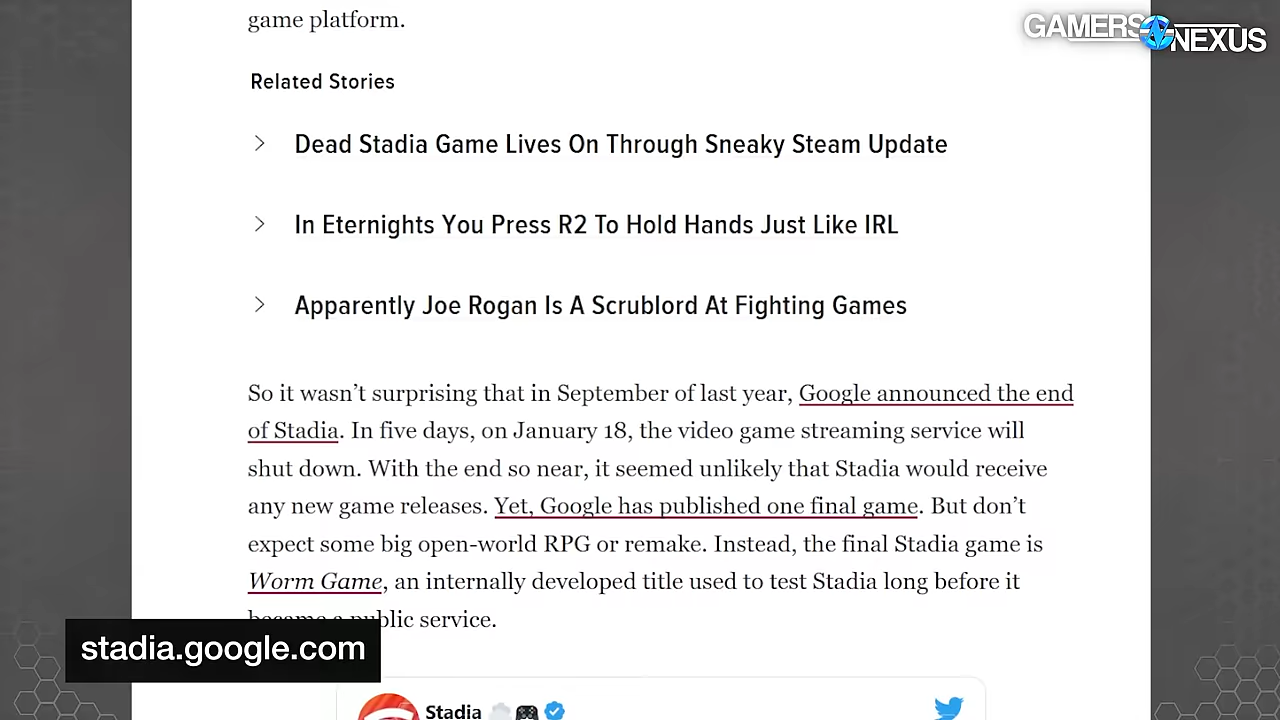 game platform.
GAMERS NEXUS
Related Stories
Dead Stadia Game Lives On Through Sneaky Steam Update
In Eternights You Press R2 To Hold Hands Just Like IRL
Apparently Joe Rogan Is A Scrublord At Fighting Games
So it wasn’t surprising that in September of last year, Google announced the end
of Stadia. In five days, on January 18, the video game streaming service will
shut down. With the end so near, it seemed unlikely that Stadia would receive
any new game releases. Yet, Google has published one final game. But don’t
expect some big open-world RPG or remake. Instead, the final Stadia game is
Worm Game, an internally developed title used to test Stadia long before it
became a public service.
stadia.google.com
Stadia